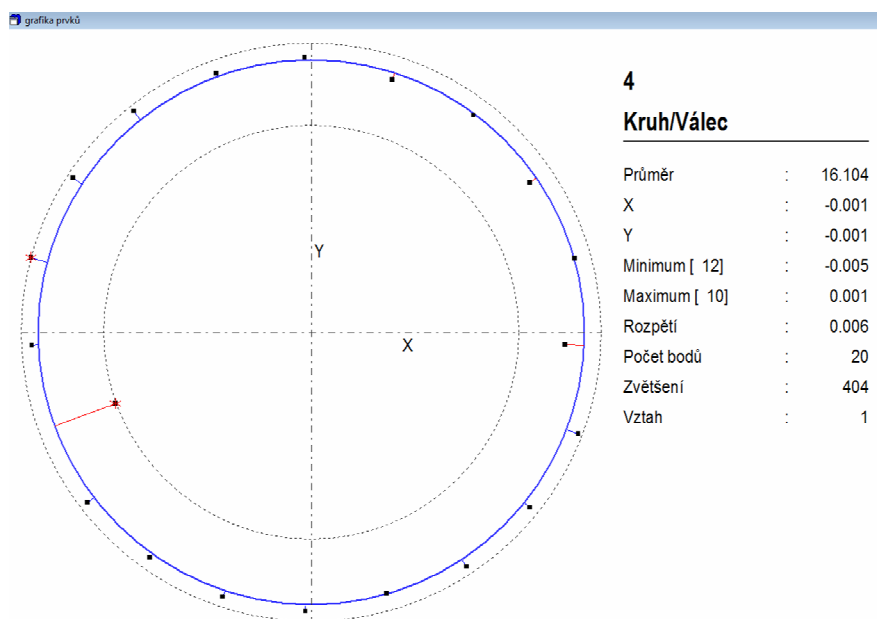 grafika prvků
4
Kruh/Válec
Průměr : 16.104
X : -0.001
Y : -0.001
Minimum [ 12] : -0.005
Maximum [ 10] : 0.001
Rozpětí : 0.006
Počet bodů : 20
Zvětšení : 404
Vztah : 1
Y
X